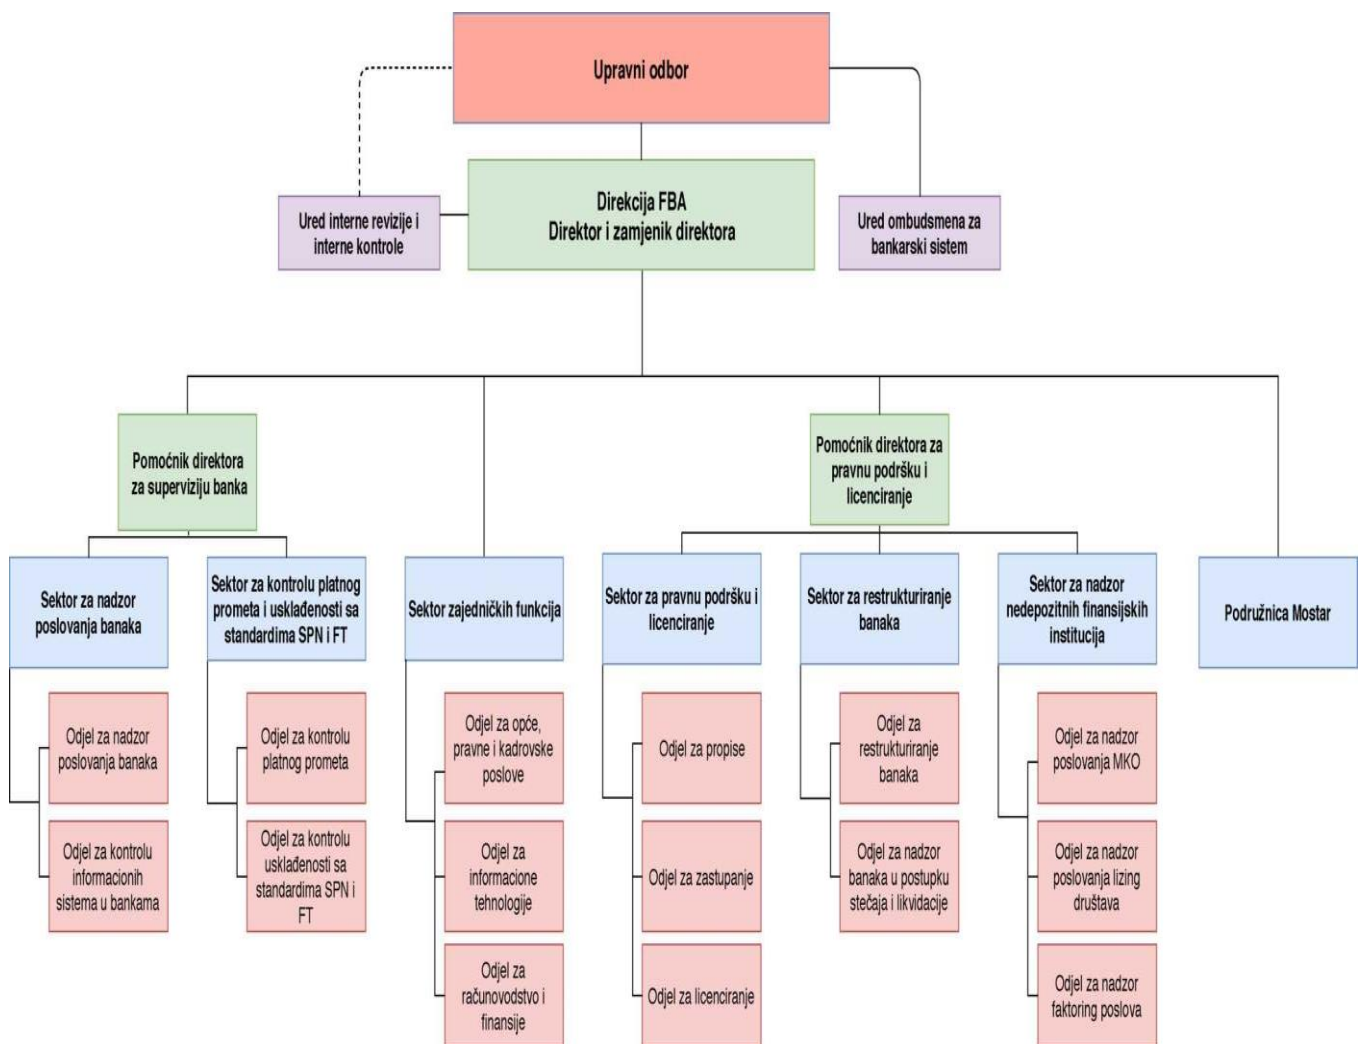 Upravni odbor
Direkcija FBA
Direktor i zamjenik direktora
Ured interne revizije i
interne kontrole
Ured ombudsmena za
bankarski sistem
Pomoćnik direktora
za superviziju banka
Pomoćnik direktora za
pravnu podršku i
licenciranje
Sektor za nadzor
poslovanja banaka
Sektor za kontrolu platnog
prometa i usklađenosti sa
standardima SPN i FT
Sektor zajedničkih funkcija
Sektor za pravnu podršku i
licenciranje
Sektor za restrukturiranje
banaka
Sektor za nadzor
nedepozitnih finansijskih
institucija
Podružnica Mostar
Odjel za nadzor
poslovanja banaka
Odjel za kontrolu
platnog prometa
Odjel za opće,
pravne i kadrovske
poslove
Odjel za propise
Odjel za
restrukturiranje
banaka
Odjel za nadzor
poslovanja MKO
Odjel za kontrolu
informacionih
sistema u bankama
Odjel za kontrolu
usklađenosti sa
standardima SPN i
FT
Odjel za
informacione
tehnologije
Odjel za zastupanje
Odjel za nadzor
banaka u postupku
stečaja i likvidacije
Odjel za nadzor
poslovanja lizing
društava
Odjel za
računovodstvo i
finansije
Odjel za licenciranje
Odjel za nadzor
faktoring poslova